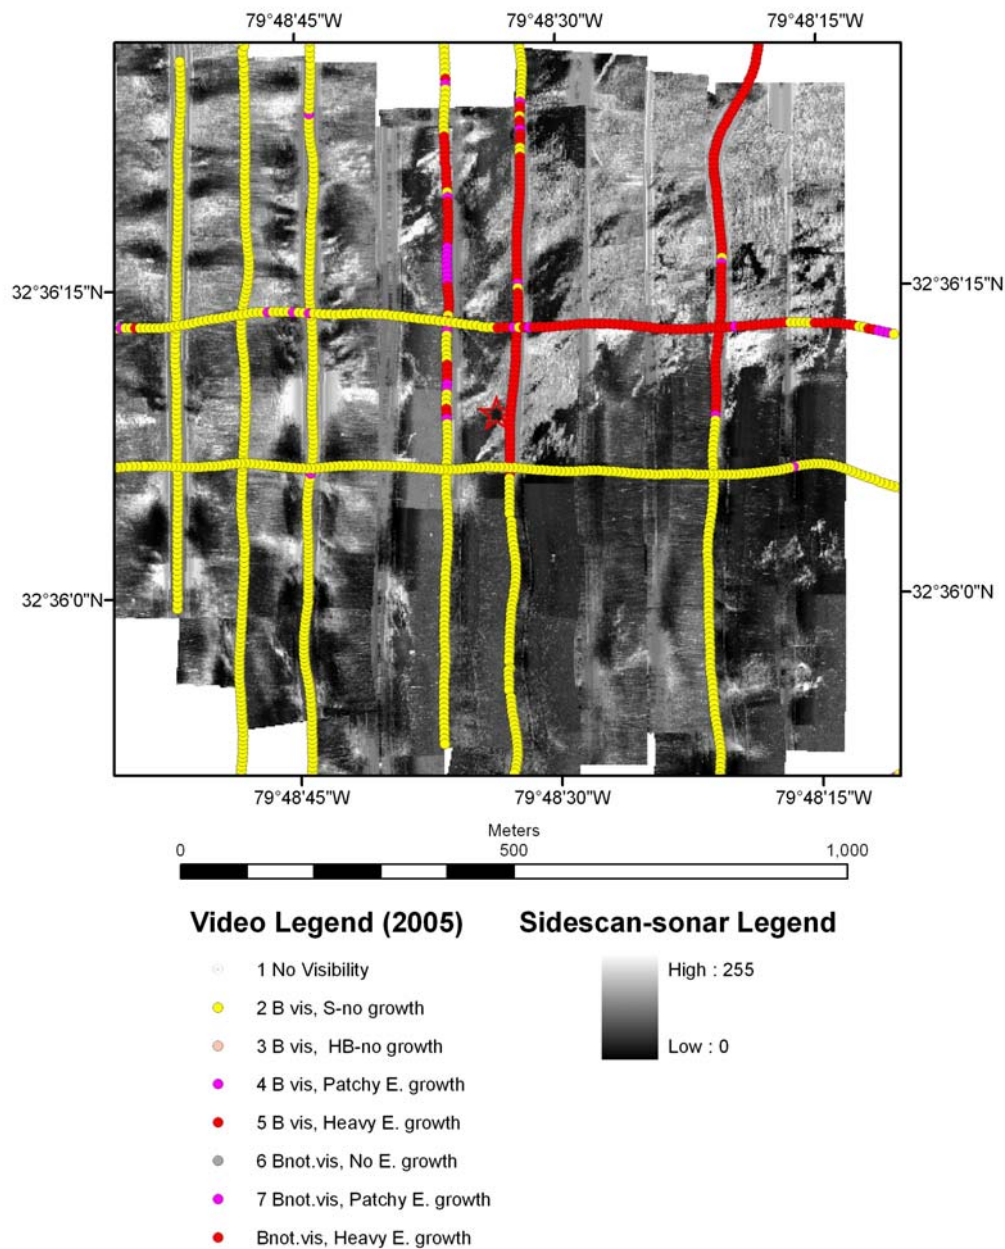 79°48'45"W 79°48'30"W 79°48'15"W
32°36'15"N 32°36'15"N
32°36'0"N 32°36'0"N
79°48'45"W 79°48'30"W 79°48'15"W
Meters
0 500 1,000
Video Legend (2005) Sidescan-sonar Legend
1 No Visibility High : 255
2 B vis, S-no growth
3 B vis, HB-no growth Low : 0
4 B vis, Patchy E. growth
5 B vis, Heavy E. growth
6 Bnot.vis, No E. growth
7 Bnot.vis, Patchy E. growth
Bnot.vis, Heavy E. growth